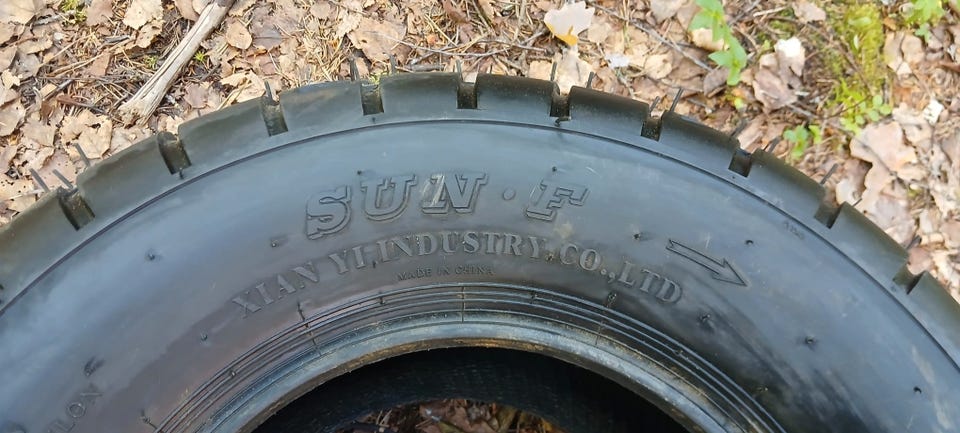 SUN·F
XIAN YI,INDUSTRY,CO.,LTD
MADE IN CHINA